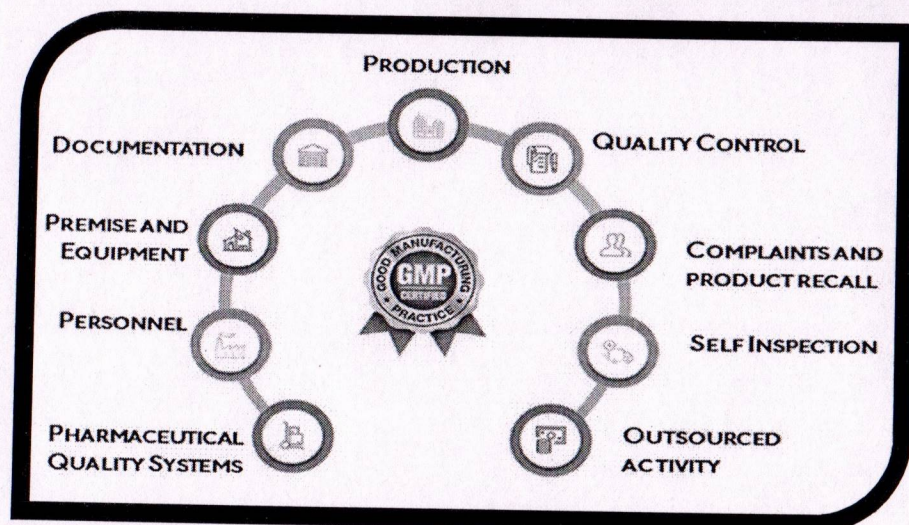 PRODUCTION
DOCUMENTATION
QUALITY CONTROL
PREMISE AND
EQUIPMENT
GOOD MANUFACTURING
GMP
CERTIFIED
PRACTICE
COMPLAINTS AND
PRODUCT RECALL
PERSONNEL
SELF INSPECTION
PHARMACEUTICAL
QUALITY SYSTEMS
OUTSOURCED
ACTIVITY